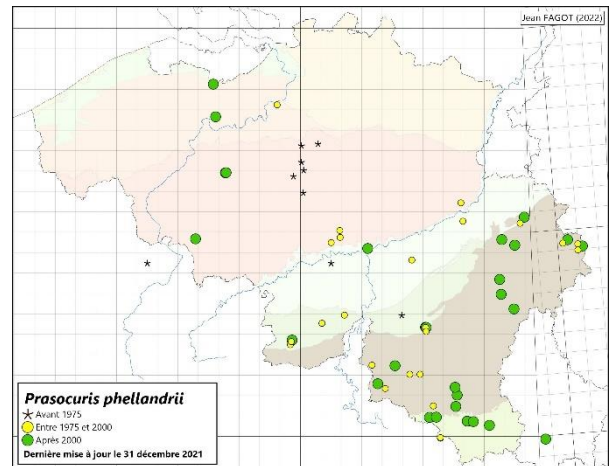 Jean FAGOT (2022)
Prasocuris phellandrii
Avant 1975
Entre 1975 et 2000
Après 2000
Dernière mise à jour le 31 décembre 2021